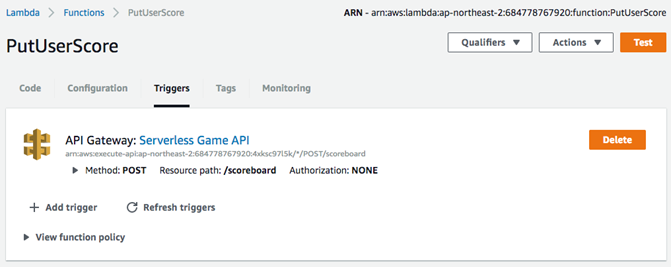 Lambda > Functions > PutUserScore
ARN - arn:aws:lambda:ap-northeast-2:684778767920:function:PutUserScore
PutUserScore
Qualifiers ▼
Actions ▼
Test
Code
Configuration
Triggers
Tags
Monitoring
API Gateway: Serverless Game API
Delete
arn:aws:execute-api:ap-northeast-2:684778767920:4xksc97l5k/*/POST/scoreboard
▶ Method: POST Resource path: /scoreboard Authorization: NONE
+ Add trigger
Refresh triggers
▶ View function policy